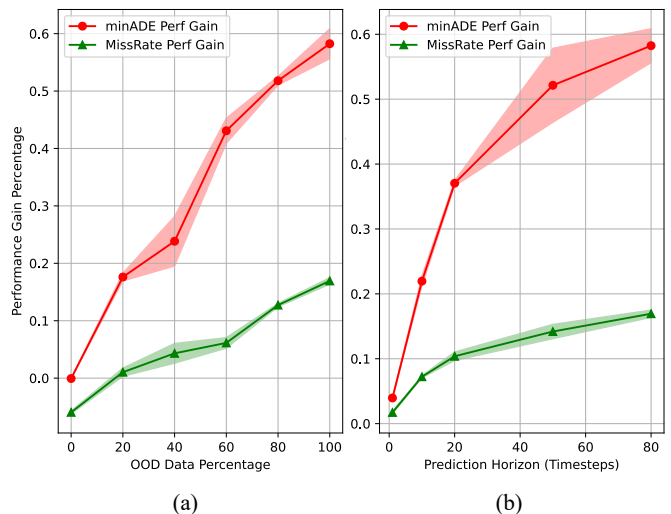 minADE Perf Gain
MissRate Perf Gain
Performance Gain Percentage
0.6
0.5
0.4
0.3
0.2
0.1
0.0
0 20 40 60 80 100
OOD Data Percentage
(a)
minADE Perf Gain
MissRate Perf Gain
0.6
0.5
0.4
0.3
0.2
0.1
0.0
0 20 40 60 80
Prediction Horizon (Timesteps)
(b)